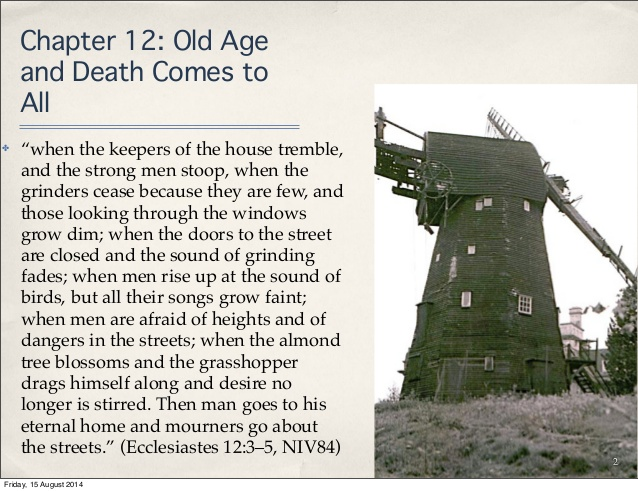 Chapter 12: Old Age
and Death Comes to
All
“when the keepers of the house tremble,
and the strong men stoop, when the
grinders cease because they are few, and
those looking through the windows
grow dim; when the doors to the street
are closed and the sound of grinding
fades; when men rise up at the sound of
birds, but all their songs grow faint;
when men are afraid of heights and of
dangers in the streets; when the almond
tree blossoms and the grasshopper
drags himself along and desire no
longer is stirred. Then man goes to his
eternal home and mourners go about
the streets.” (Ecclesiastes 12:3–5, NIV84)
2
Friday, 15 August 2014